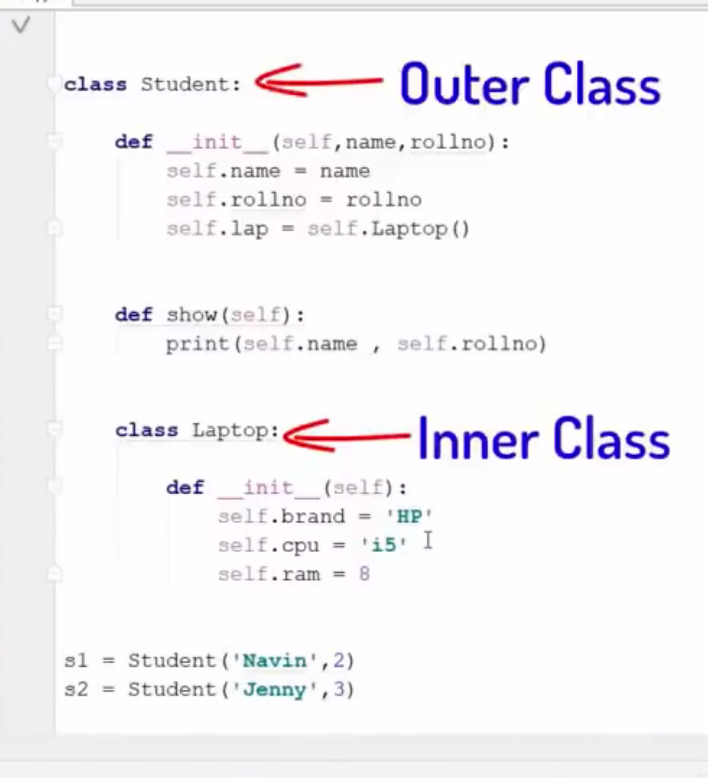 class Student: Outer Class
def __init__(self,name,rollno):
self.name = name
self.rollno = rollno
self.lap = self.Laptop()
def show(self):
print(self.name , self.rollno)
class Laptop: Inner Class
def __init__(self):
self.brand = 'HP'
self.cpu = 'i5'
self.ram = 8
s1 = Student('Navin',2)
s2 = Student('Jenny',3)